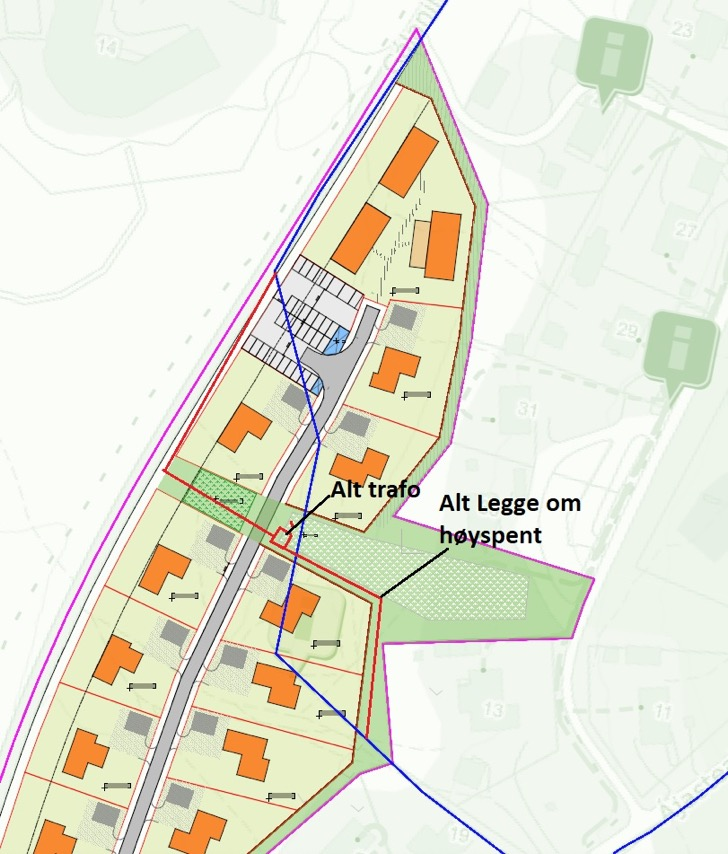 14
23
27
29
31
Alt trafo
Alt Legge om
høyspent
13
11
19